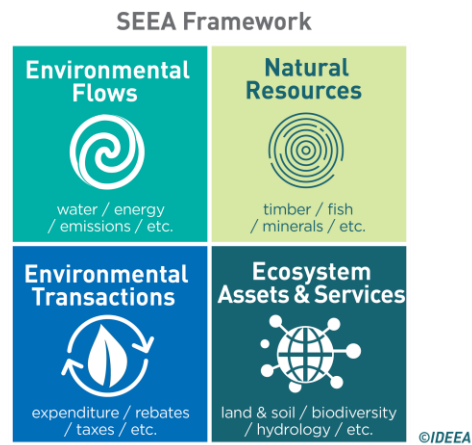 SEEA Framework
Environmental
Flows
water / energy
/ emissions / etc.
Natural
Resources
timber / fish
/ minerals / etc.
Environmental
Transactions
expenditure / rebates
/ taxes / etc.
Ecosystem
Assets & Services
land & soil / biodiversity
/ hydrology / etc.
©IDEEA